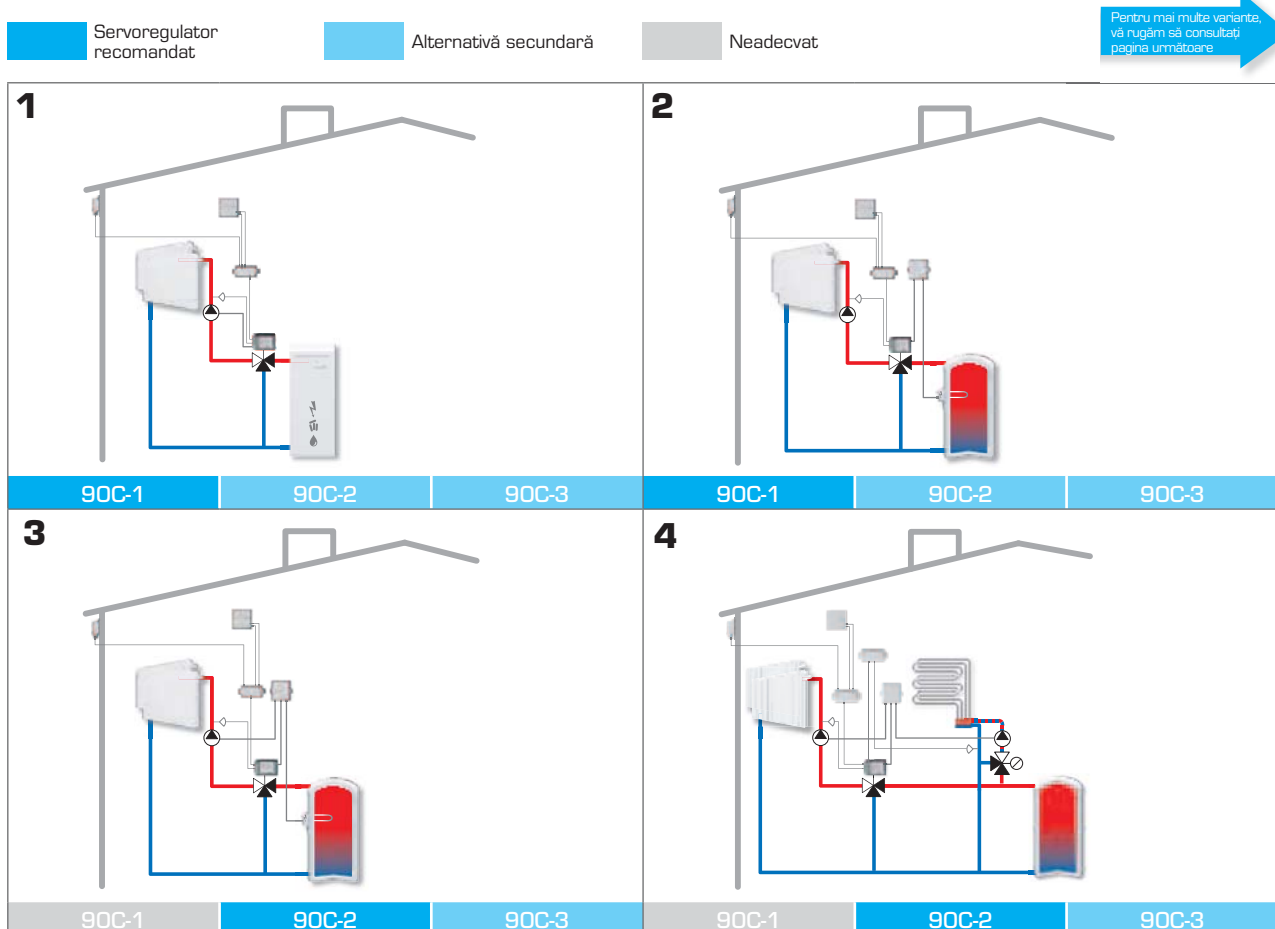 Servoregulator
recomandat
Alternativă secundară
Neadecvat
Pentru mai multe variante,
vă rugăm să consultați
pagina următoare
1
90C-1 90C-2 90C-3
2
90C-1 90C-2 90C-3
3
90C-1 90C-2 90C-3
4
90C-1 90C-2 90C-3